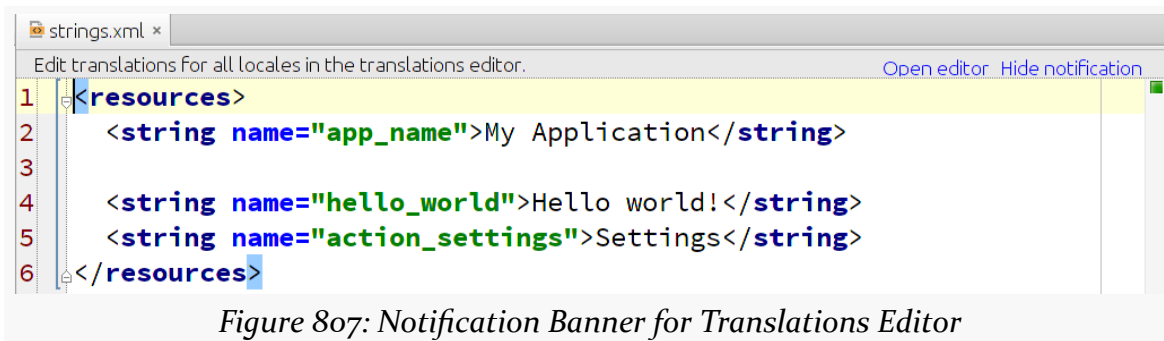 strings.xml ×
Edit translations for all locales in the translations editor. Open editor Hide notification
1 <resources>
2 <string name="app_name">My Application</string>
3
4 <string name="hello_world">Hello world!</string>
5 <string name="action_settings">Settings</string>
6 </resources>
Figure 807: Notification Banner for Translations Editor